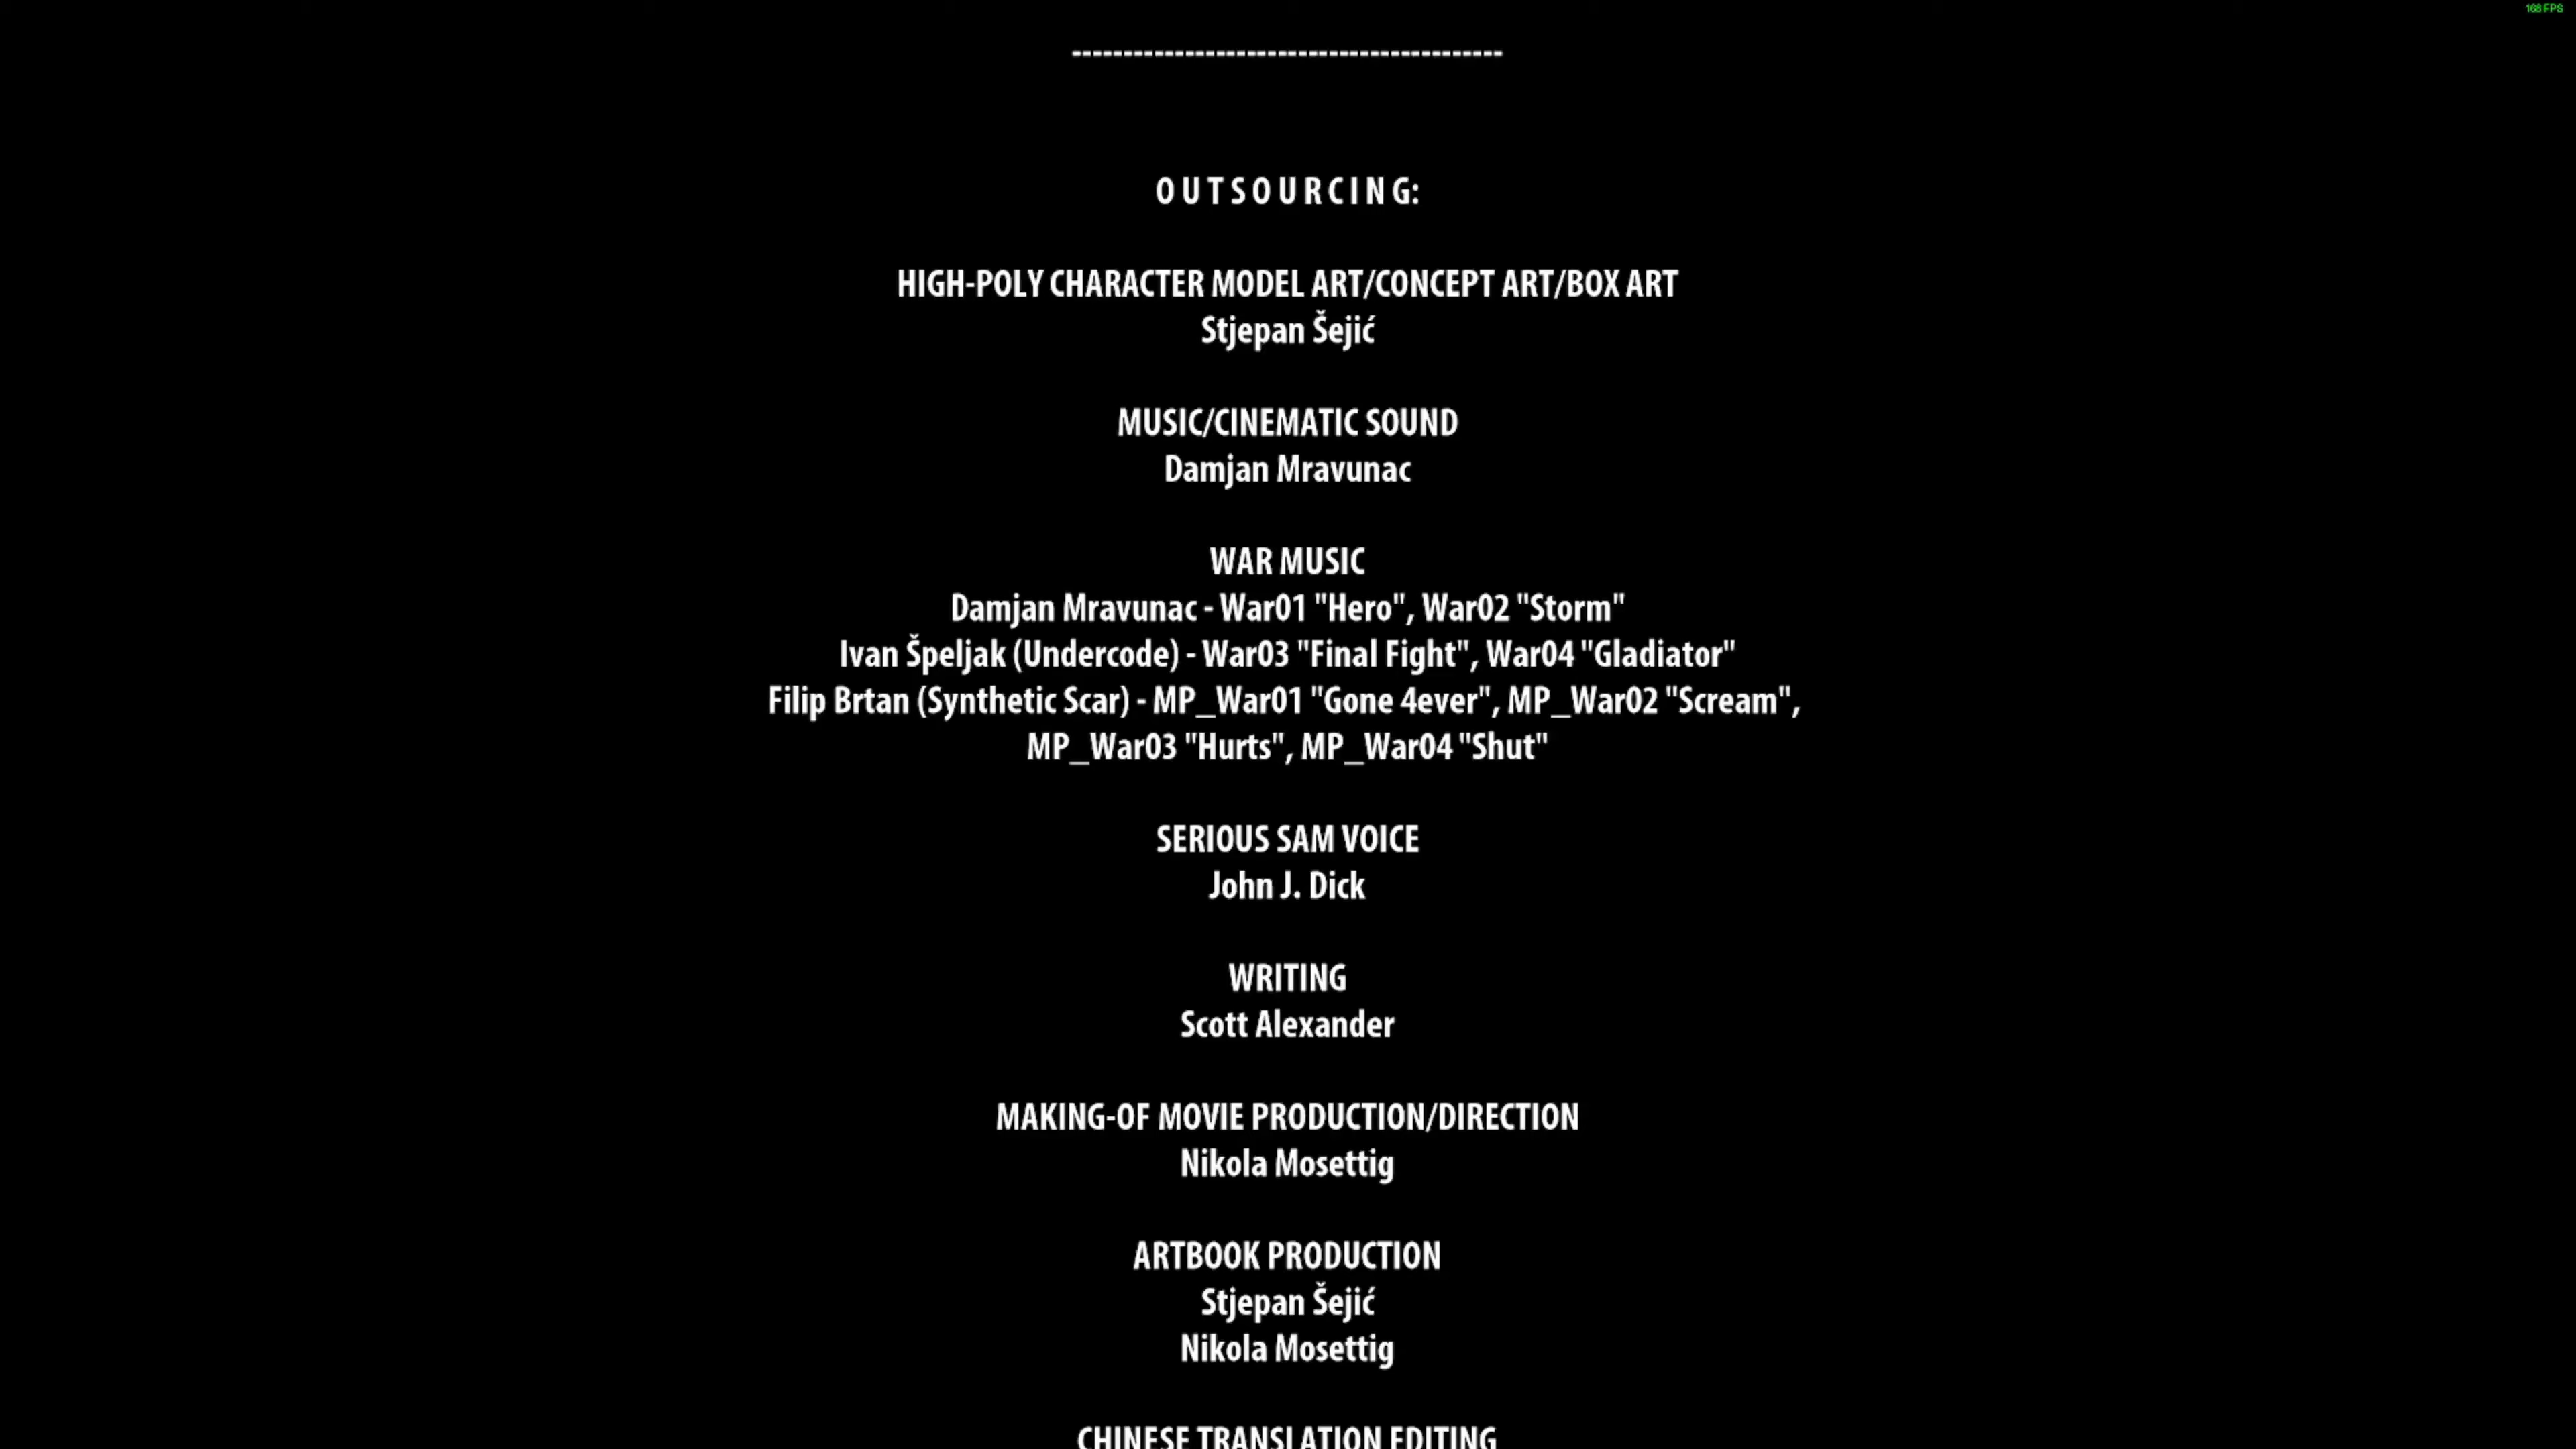 168 FPS
------------------------------------------
O U T S O U R C I N G:
HIGH-POLY CHARACTER MODEL ART/CONCEPT ART/BOX ART
Stjepan Šejić
MUSIC/CINEMATIC SOUND
Damjan Mravunac
WAR MUSIC
Damjan Mravunac - War01 "Hero", War02 "Storm"
Ivan Špeljak (Undercode) - War03 "Final Fight", War04 "Gladiator"
Filip Brtan (Synthetic Scar) - MP_War01 "Gone 4ever", MP_War02 "Scream",
MP_War03 "Hurts", MP_War04 "Shut"
SERIOUS SAM VOICE
John J. Dick
WRITING
Scott Alexander
MAKING-OF MOVIE PRODUCTION/DIRECTION
Nikola Mosettig
ARTBOOK PRODUCTION
Stjepan Šejić
Nikola Mosettig
CHINESE TRANSLATION EDITING